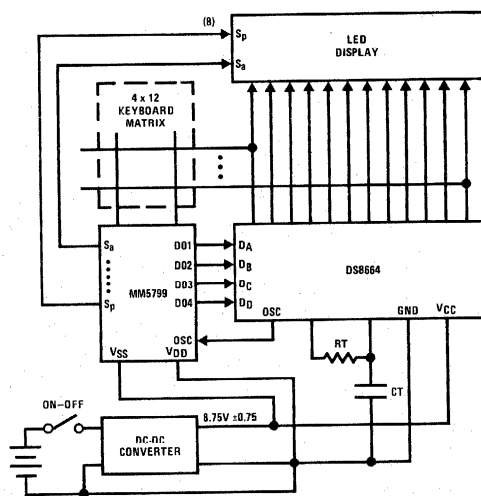 (8)
Sp
LED
DISPLAY
Sa
4 x 12
KEYBOARD
MATRIX
Sa
DO1
DA
DO2
DB
MM5799
DO3
DC
DS8664
Sp
DO4
DD
OSC
GND
VCC
OSC
VSS
VDD
RT
CT
ON-OFF
8.75V ±0.75
DC-DC
CONVERTER